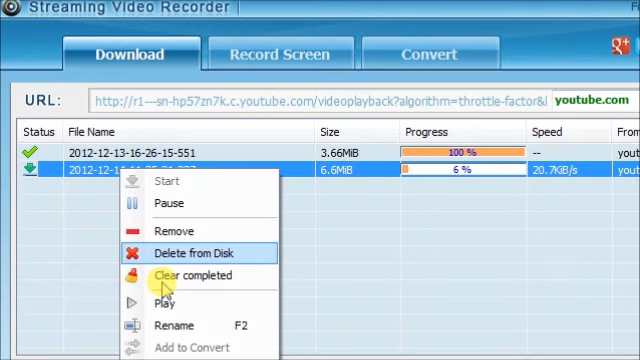 Streaming Video Recorder
Download
Record Screen
Convert
URL:
http://r1---sn-hp57zn7k.c.youtube.com/videoplayback?algorithm=throttle-factor&
youtube.com
Status File Name Size Progress Speed From
2012-12-13-16-26-15-551 3.66MiB 100 % --
6.6MiB 6 % 20.7KiB/s
Start
Pause
Remove
Delete from Disk
Clear completed
Play
Rename F2
Add to Convert